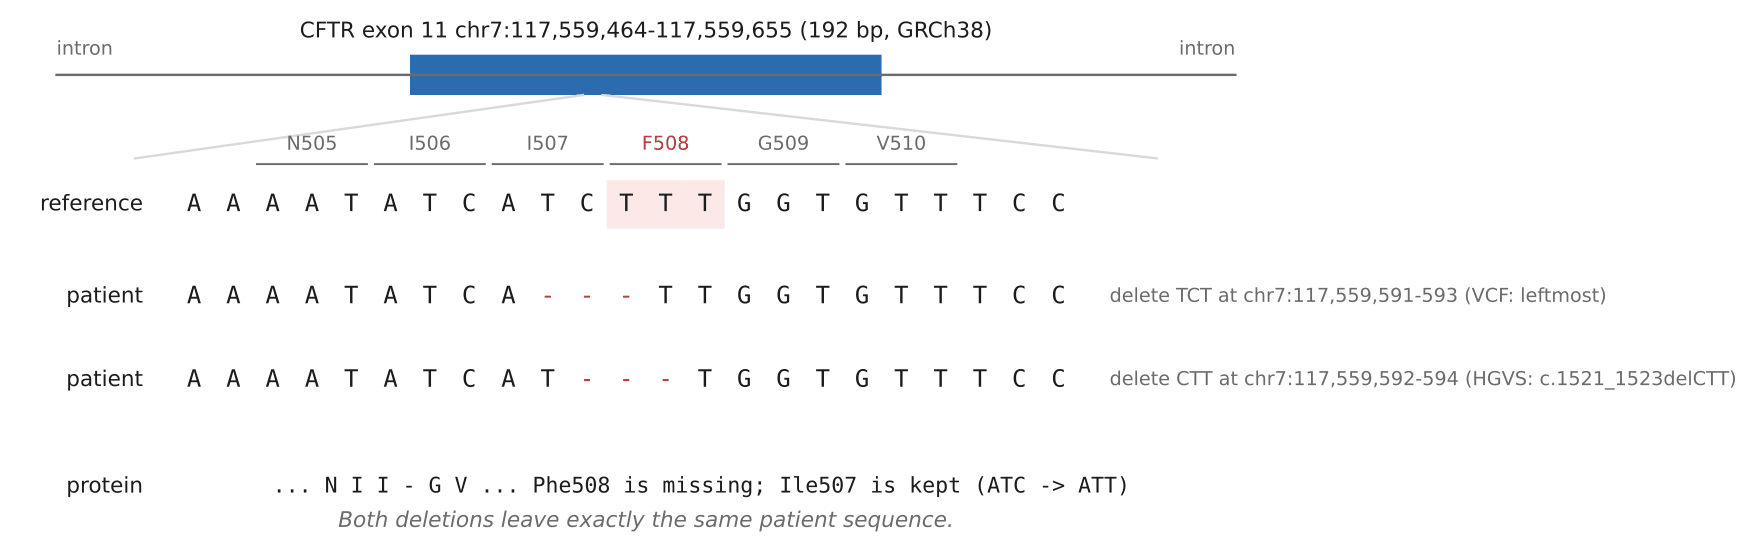 CFTR exon 11 chr7:117,559,464-117,559,655 (192 bp, GRCh38)
intron intron
N505 I506 I507 F508 G509 V510
reference A A A A T A T C A T C T T T G G T G T T T C C
patient A A A A T A T C A - - - T T G G T G T T T C C delete TCT at chr7:117,559,591-593 (VCF: leftmost)
patient A A A A T A T C A T - - - T G G T G T T T C C delete CTT at chr7:117,559,592-594 (HGVS: c.1521_1523delCTT)
protein ... N I I - G V ... Phe508 is missing; Ile507 is kept (ATC -> ATT)
Both deletions leave exactly the same patient sequence.